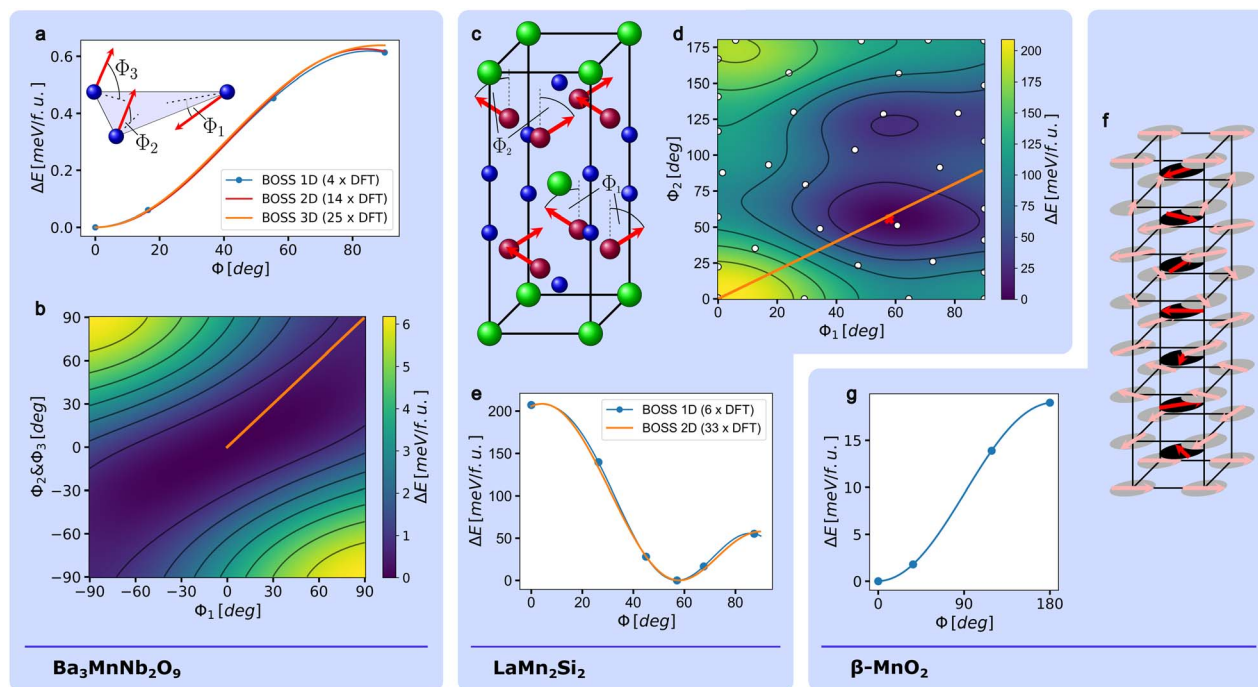 a
0.6
0.4
0.2
0.0
ΔE [meV/f. u.]
Φ₃
Φ₂
Φ₁
BOSS 1D (4 x DFT)
BOSS 2D (14 x DFT)
BOSS 3D (25 x DFT)
0 20 40 60 80
Φ [deg]
b
90
60
30
0
−30
−60
−90
Φ₂&Φ₃ [deg]
−90 −60 −30 0 30 60 90
Φ₁ [deg]
6
5
4
3
2
1
0
ΔE [meV/f. u.]
Ba₃MnNb₂O₉
c
Φ₂
Φ₁
d
175
150
125
100
75
50
25
0
Φ₂ [deg]
0 20 40 60 80
Φ₁ [deg]
200
175
150
125
100
75
50
25
0
ΔE [meV/f. u.]
e
200
150
100
50
0
ΔE [meV/f. u.]
BOSS 1D (6 x DFT)
BOSS 2D (33 x DFT)
0 20 40 60 80
Φ [deg]
LaMn₂Si₂
f
g
15
10
5
0
ΔE [meV/f. u.]
0 90 180
Φ [deg]
β-MnO₂